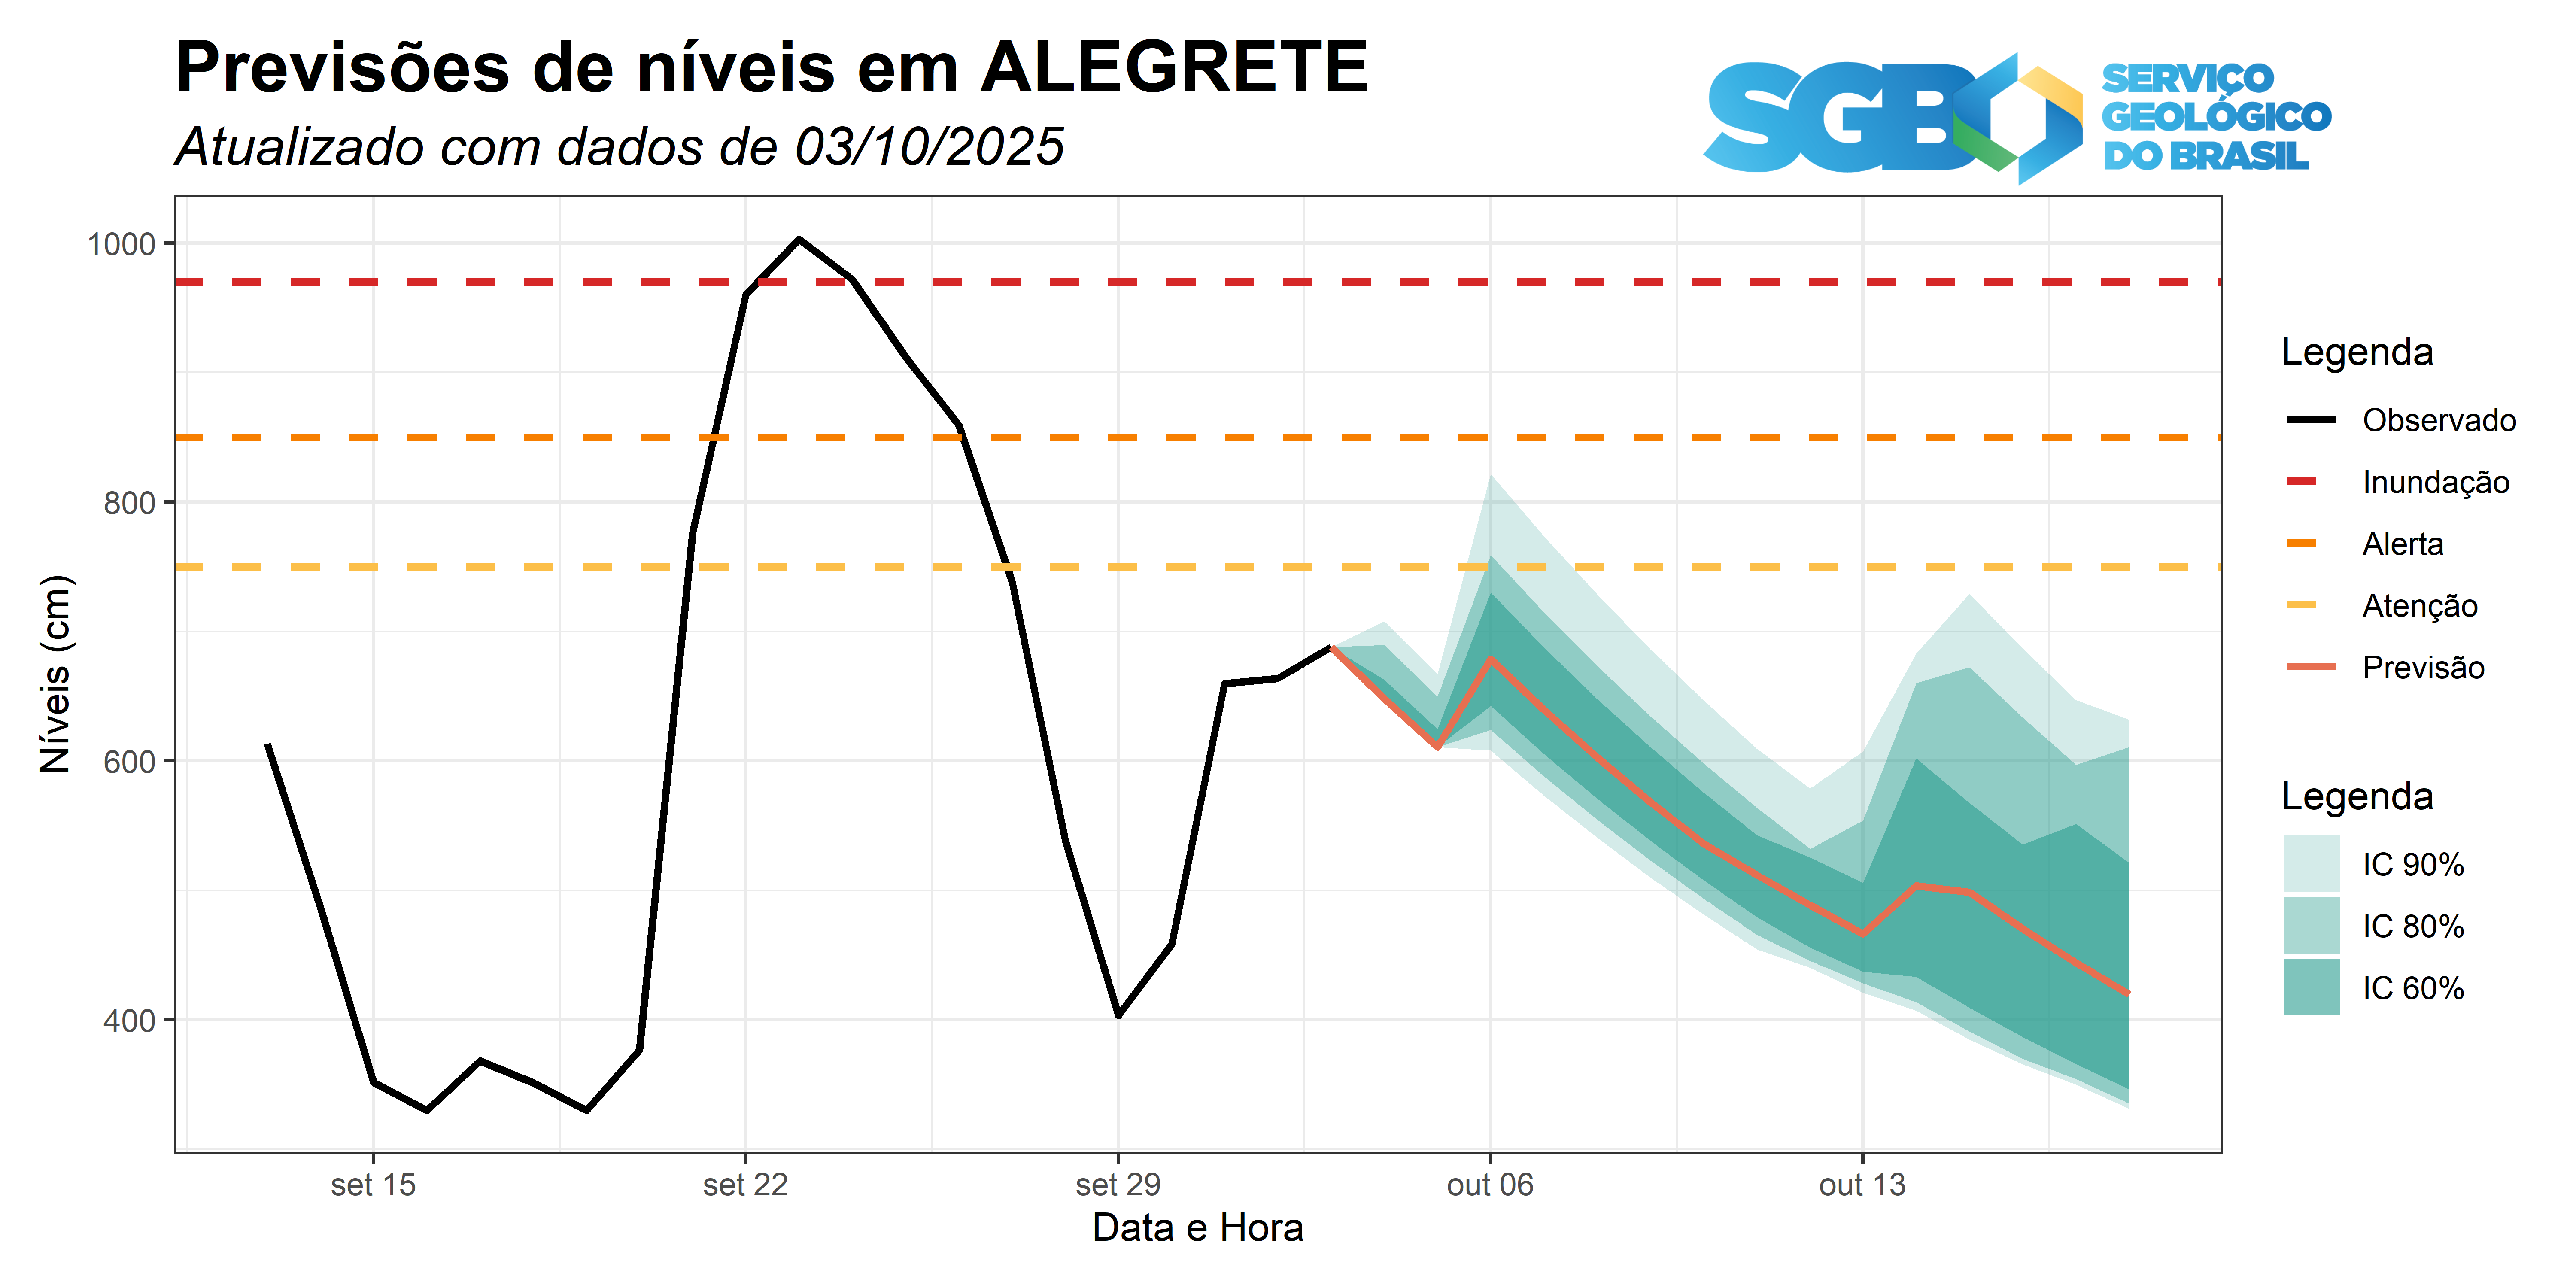 Previsões de níveis em ALEGRETE
Atualizado com dados de 03/10/2025
SGB
SERVIÇO
GEOLÓGICO
DO BRASIL
Níveis (cm)
1000
800
600
400
set 15
set 22
set 29
out 06
out 13
Data e Hora
Legenda
Observado
Inundação
Alerta
Atenção
Previsão
Legenda
IC 90%
IC 80%
IC 60%